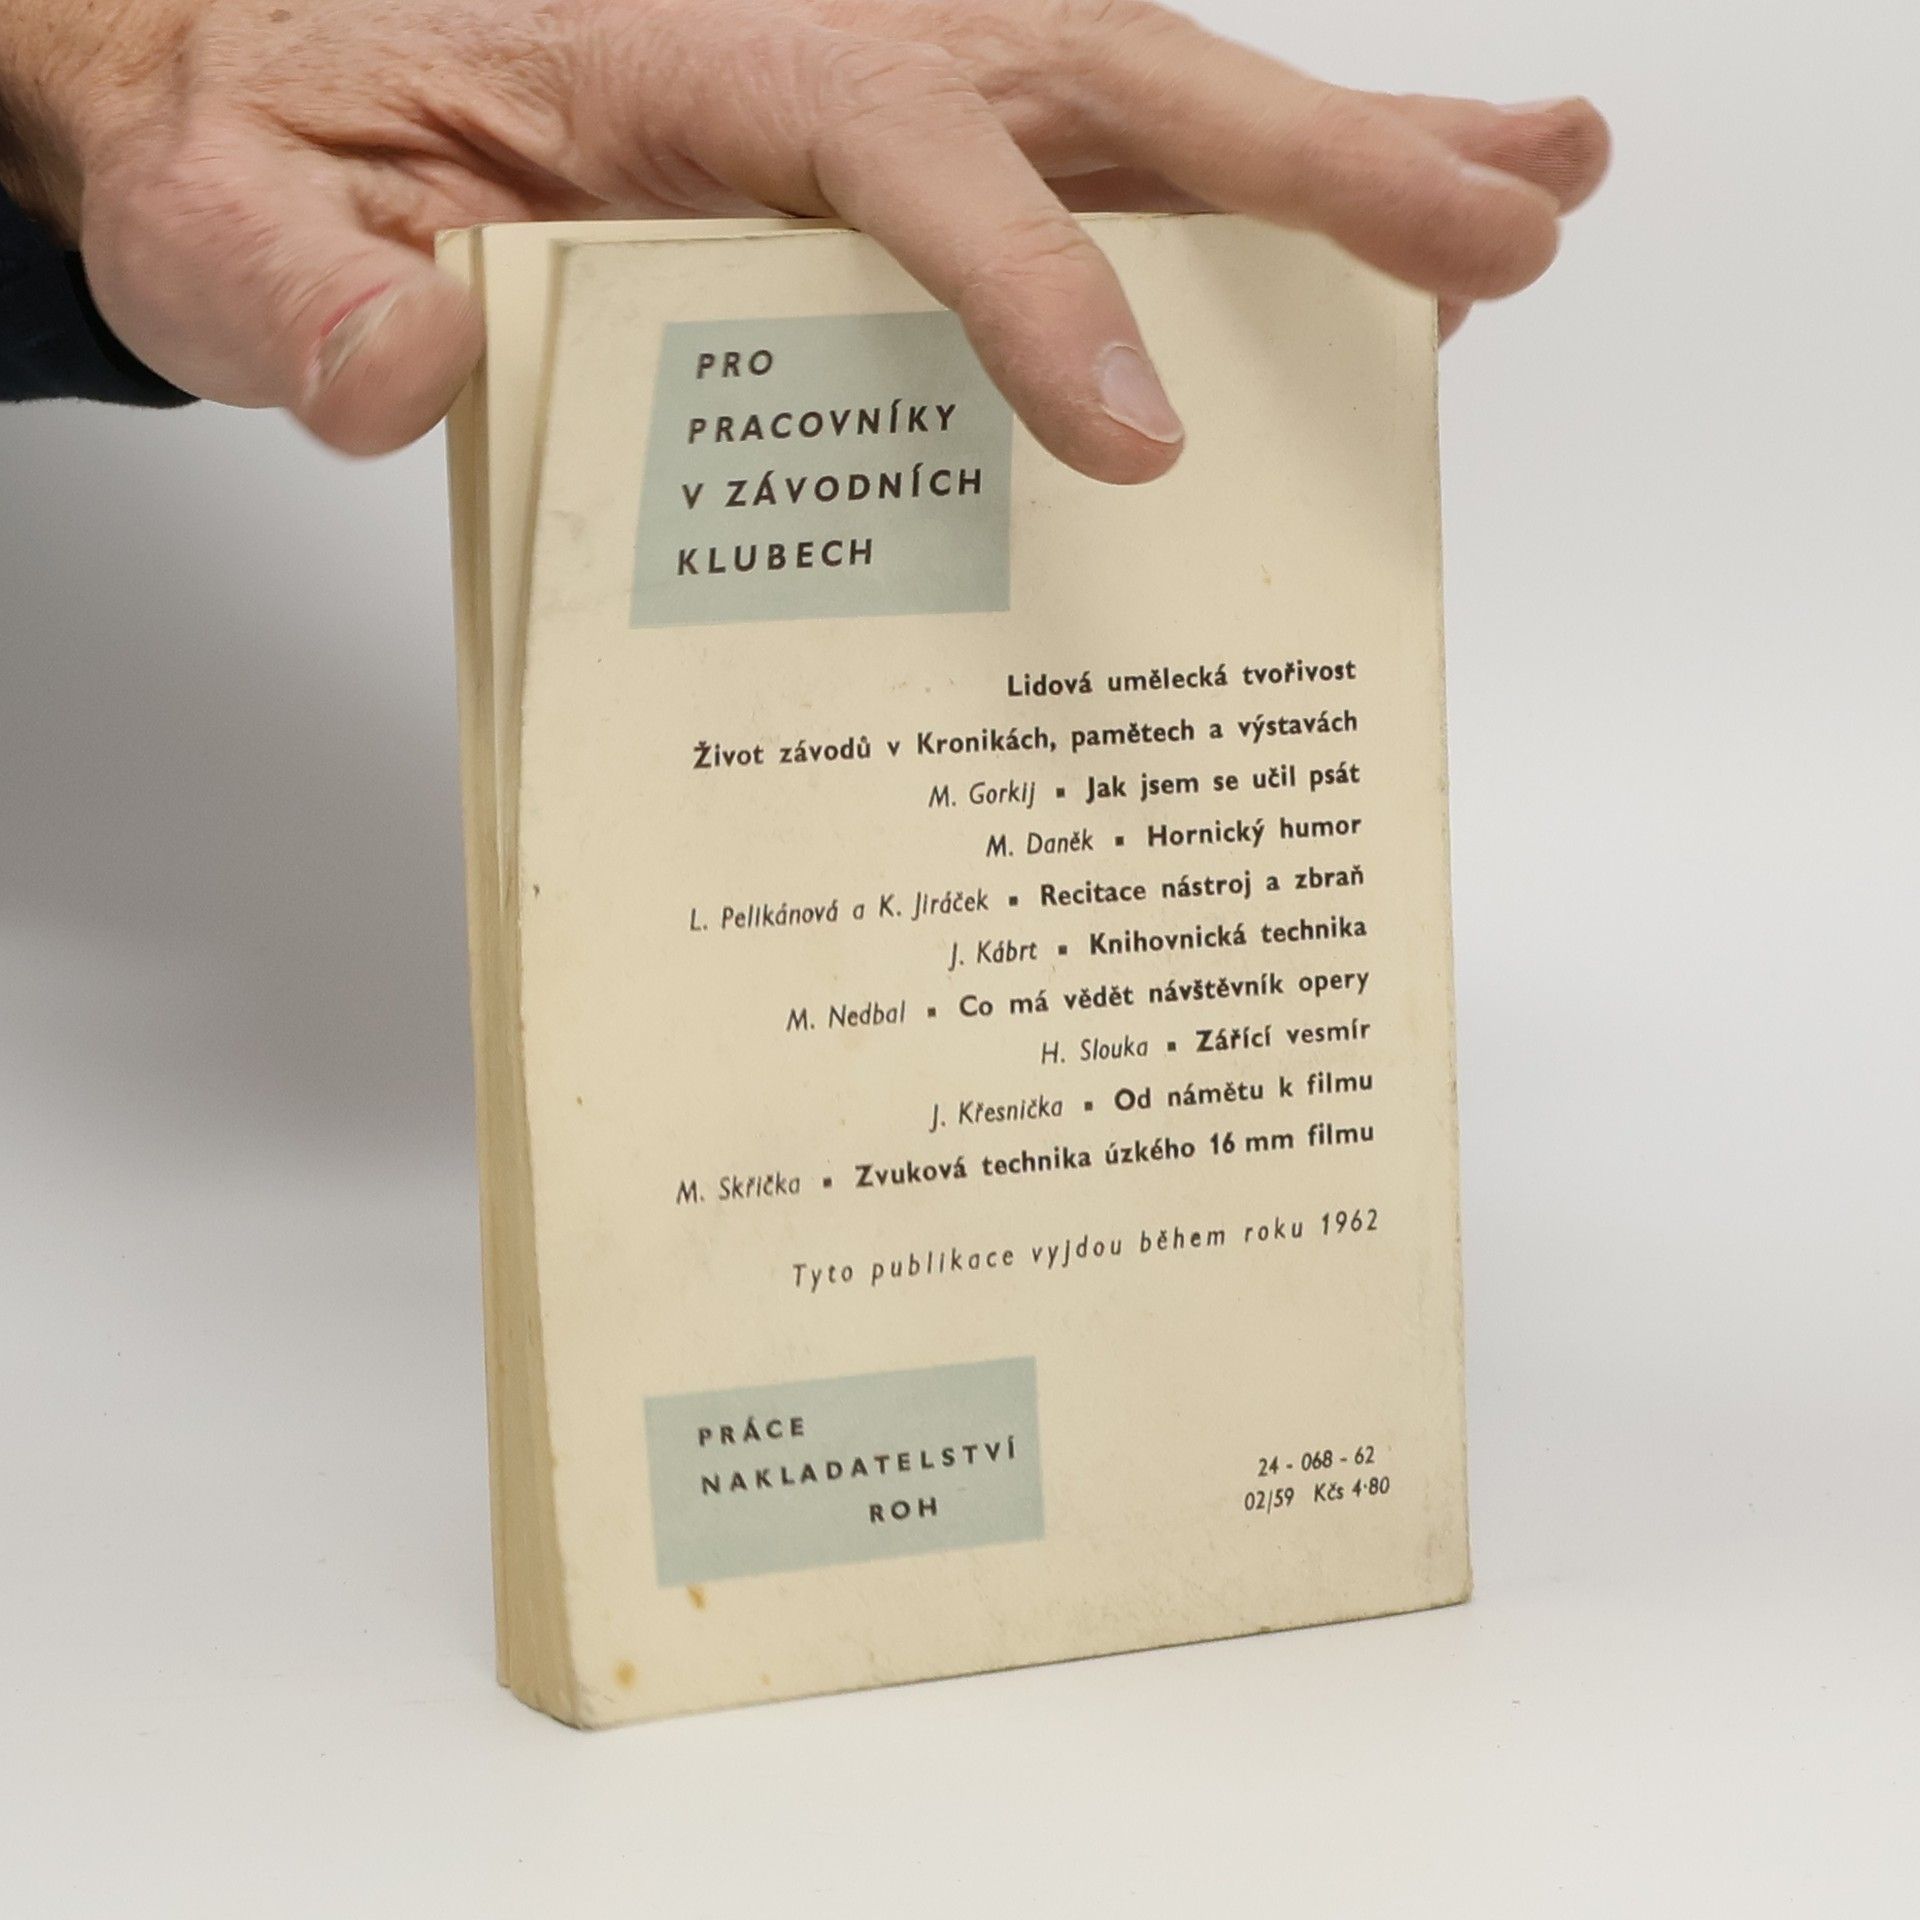 PRO
PRACOVNÍKY
V ZÁVODNÍCH
KLUBECH
Lidová umělecká tvořivost
Život závodů v Kronikách, pamětech a výstavách
M. Gorkij ▪ Jak jsem se učil psát
M. Daněk ▪ Hornický humor
L. Pelikánová a K. Jiráček ▪ Recitace nástroj a zbraň
J. Kábrt ▪ Knihovnická technika
M. Nedbal ▪ Co má vědět návštěvník opery
H. Slouka ▪ Zářící vesmír
J. Křesnička ▪ Od námětu k filmu
M. Skřička ▪ Zvuková technika úzkého 16 mm filmu
Tyto publikace vyjdou během roku 1962
PRÁCE
NAKLADATELSTVÍ
ROH
24 - 068 - 62
02/59 Kčs 4·80